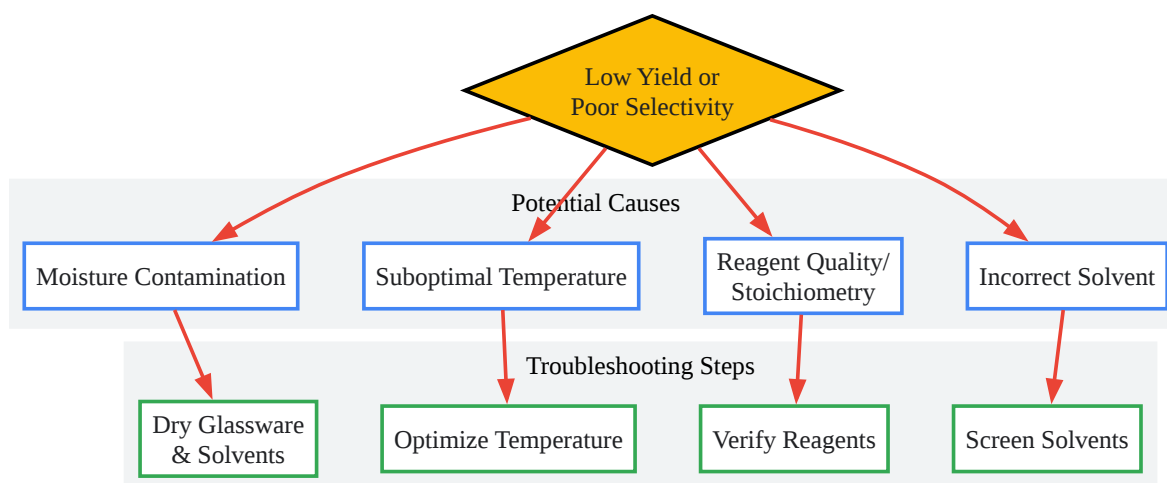 Low Yield or
Poor Selectivity
Potential Causes
Moisture Contamination
Suboptimal Temperature
Reagent Quality/
Stoichiometry
Incorrect Solvent
Troubleshooting Steps
Dry Glassware
& Solvents
Optimize Temperature
Verify Reagents
Screen Solvents